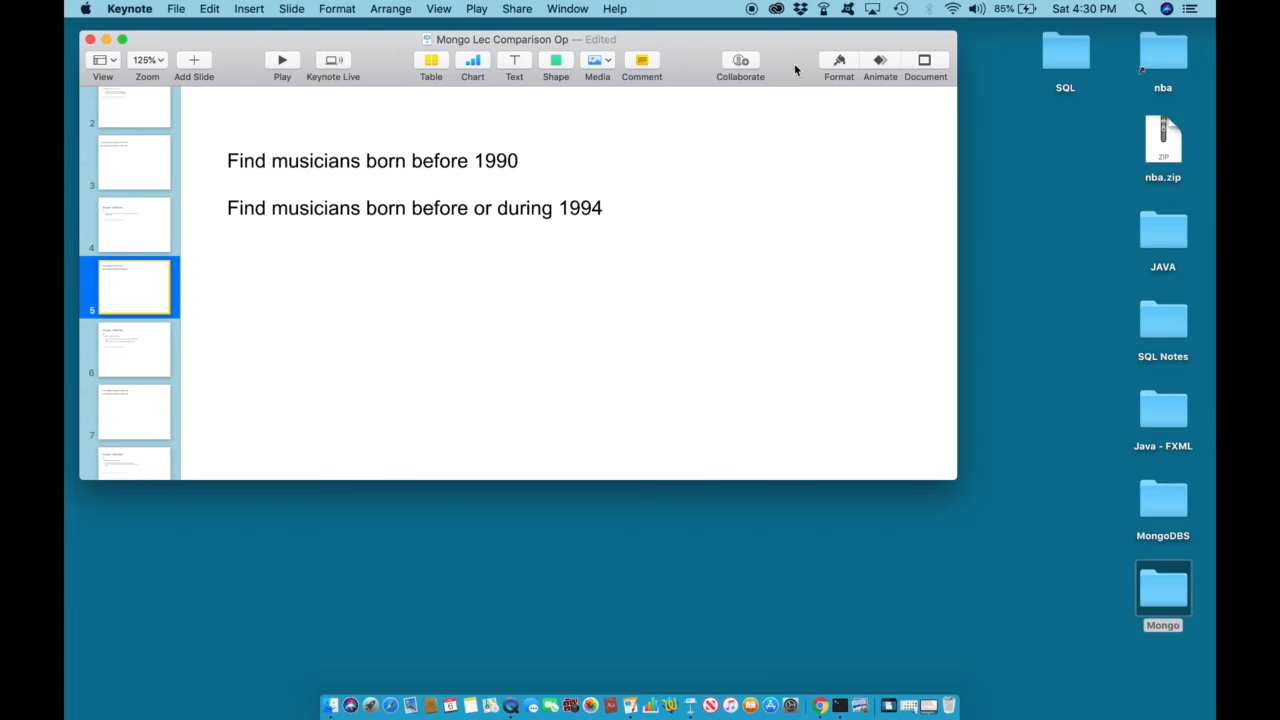 Keynote File Edit Insert Slide Format Arrange View Play Share Window Help 85% Sat 4:30 PM
Mongo Lec Comparison Op — Edited
125%
View Zoom Add Slide Play Keynote Live Table Chart Text Shape Media Comment Collaborate Format Animate Document
2
3
4
5
6
7
Find musicians born before 1990
Find musicians born before or during 1994
SQL
nba
ZIP
nba.zip
JAVA
SQL Notes
Java - FXML
MongoDBS
Mongo